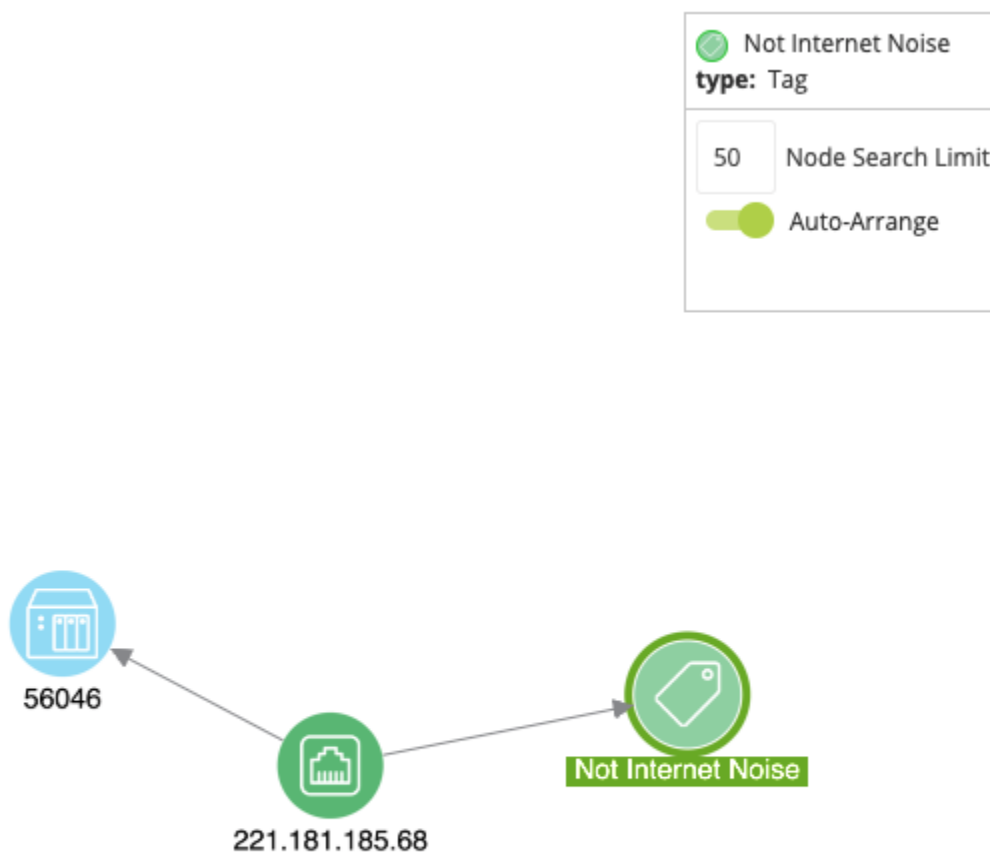 Not Internet Noise
type: Tag
50 Node Search Limit
Auto-Arrange
56046
Not Internet Noise
221.181.185.68